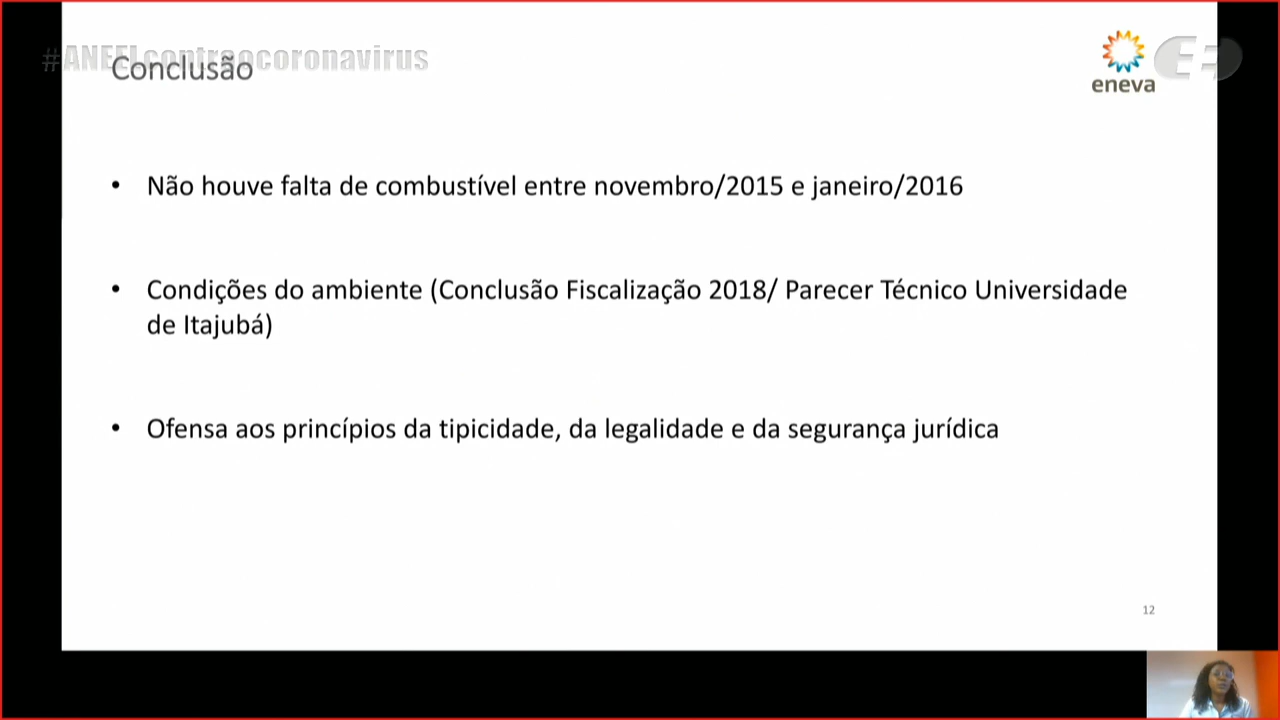 #ANEELcontraocoronavirus
Conclusão
eneva
• Não houve falta de combustível entre novembro/2015 e janeiro/2016
• Condições do ambiente (Conclusão Fiscalização 2018/ Parecer Técnico Universidade
de Itajubá)
• Ofensa aos princípios da tipicidade, da legalidade e da segurança jurídica
12